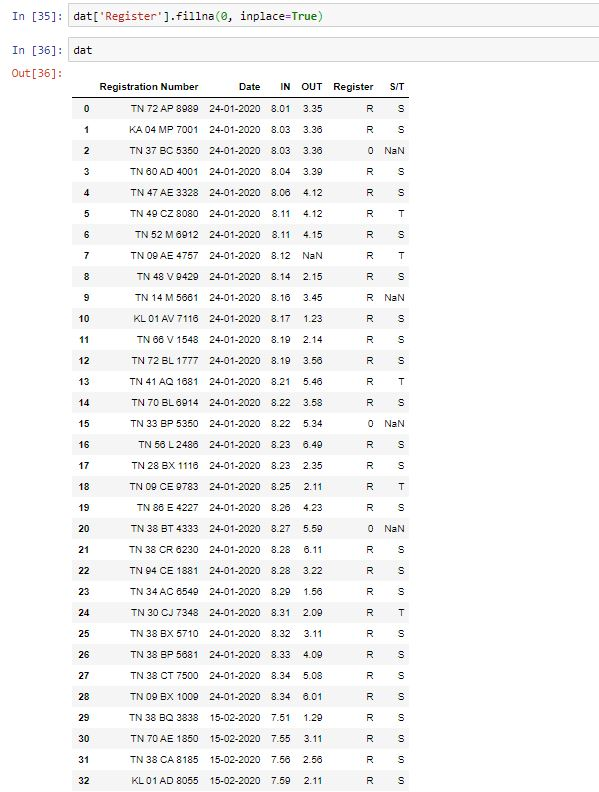 In [35]: dat['Register'].fillna(0, inplace=True)
In [36]: dat
Out[36]:
Registration Number Date IN OUT Register S/T
0 TN 72 AP 8989 24-01-2020 8.01 3.35 R S
1 KA 04 MP 7001 24-01-2020 8.03 3.36 R S
2 TN 37 BC 5350 24-01-2020 8.03 3.36 0 NaN
3 TN 60 AD 4001 24-01-2020 8.04 3.39 R S
4 TN 47 AE 3328 24-01-2020 8.06 4.12 R S
5 TN 49 CZ 8080 24-01-2020 8.11 4.12 R T
6 TN 52 M 6912 24-01-2020 8.11 4.15 R S
7 TN 09 AE 4757 24-01-2020 8.12 NaN R T
8 TN 48 V 9429 24-01-2020 8.14 2.15 R S
9 TN 14 M 5661 24-01-2020 8.16 3.45 R NaN
10 KL 01 AV 7116 24-01-2020 8.17 1.23 R S
11 TN 66 V 1548 24-01-2020 8.19 2.14 R S
12 TN 72 BL 1777 24-01-2020 8.19 3.56 R S
13 TN 41 AQ 1681 24-01-2020 8.21 5.46 R T
14 TN 70 BL 6914 24-01-2020 8.22 3.58 R S
15 TN 33 BP 5350 24-01-2020 8.22 5.34 0 NaN
16 TN 56 L 2486 24-01-2020 8.23 6.49 R S
17 TN 28 BX 1116 24-01-2020 8.23 2.35 R S
18 TN 09 CE 9783 24-01-2020 8.25 2.11 R T
19 TN 86 E 4227 24-01-2020 8.26 4.23 R S
20 TN 38 BT 4333 24-01-2020 8.27 5.59 0 NaN
21 TN 38 CR 6230 24-01-2020 8.28 6.11 R S
22 TN 94 CE 1881 24-01-2020 8.28 3.22 R S
23 TN 34 AC 6549 24-01-2020 8.29 1.56 R S
24 TN 30 CJ 7348 24-01-2020 8.31 2.09 R T
25 TN 38 BX 5710 24-01-2020 8.32 3.11 R S
26 TN 38 BP 5681 24-01-2020 8.33 4.09 R S
27 TN 38 CT 7500 24-01-2020 8.34 5.08 R S
28 TN 09 BX 1009 24-01-2020 8.34 6.01 R S
29 TN 38 BQ 3838 15-02-2020 7.51 1.29 R S
30 TN 70 AE 1850 15-02-2020 7.55 3.11 R S
31 TN 38 CA 8185 15-02-2020 7.56 2.56 R S
32 KL 01 AD 8055 15-02-2020 7.59 2.11 R S